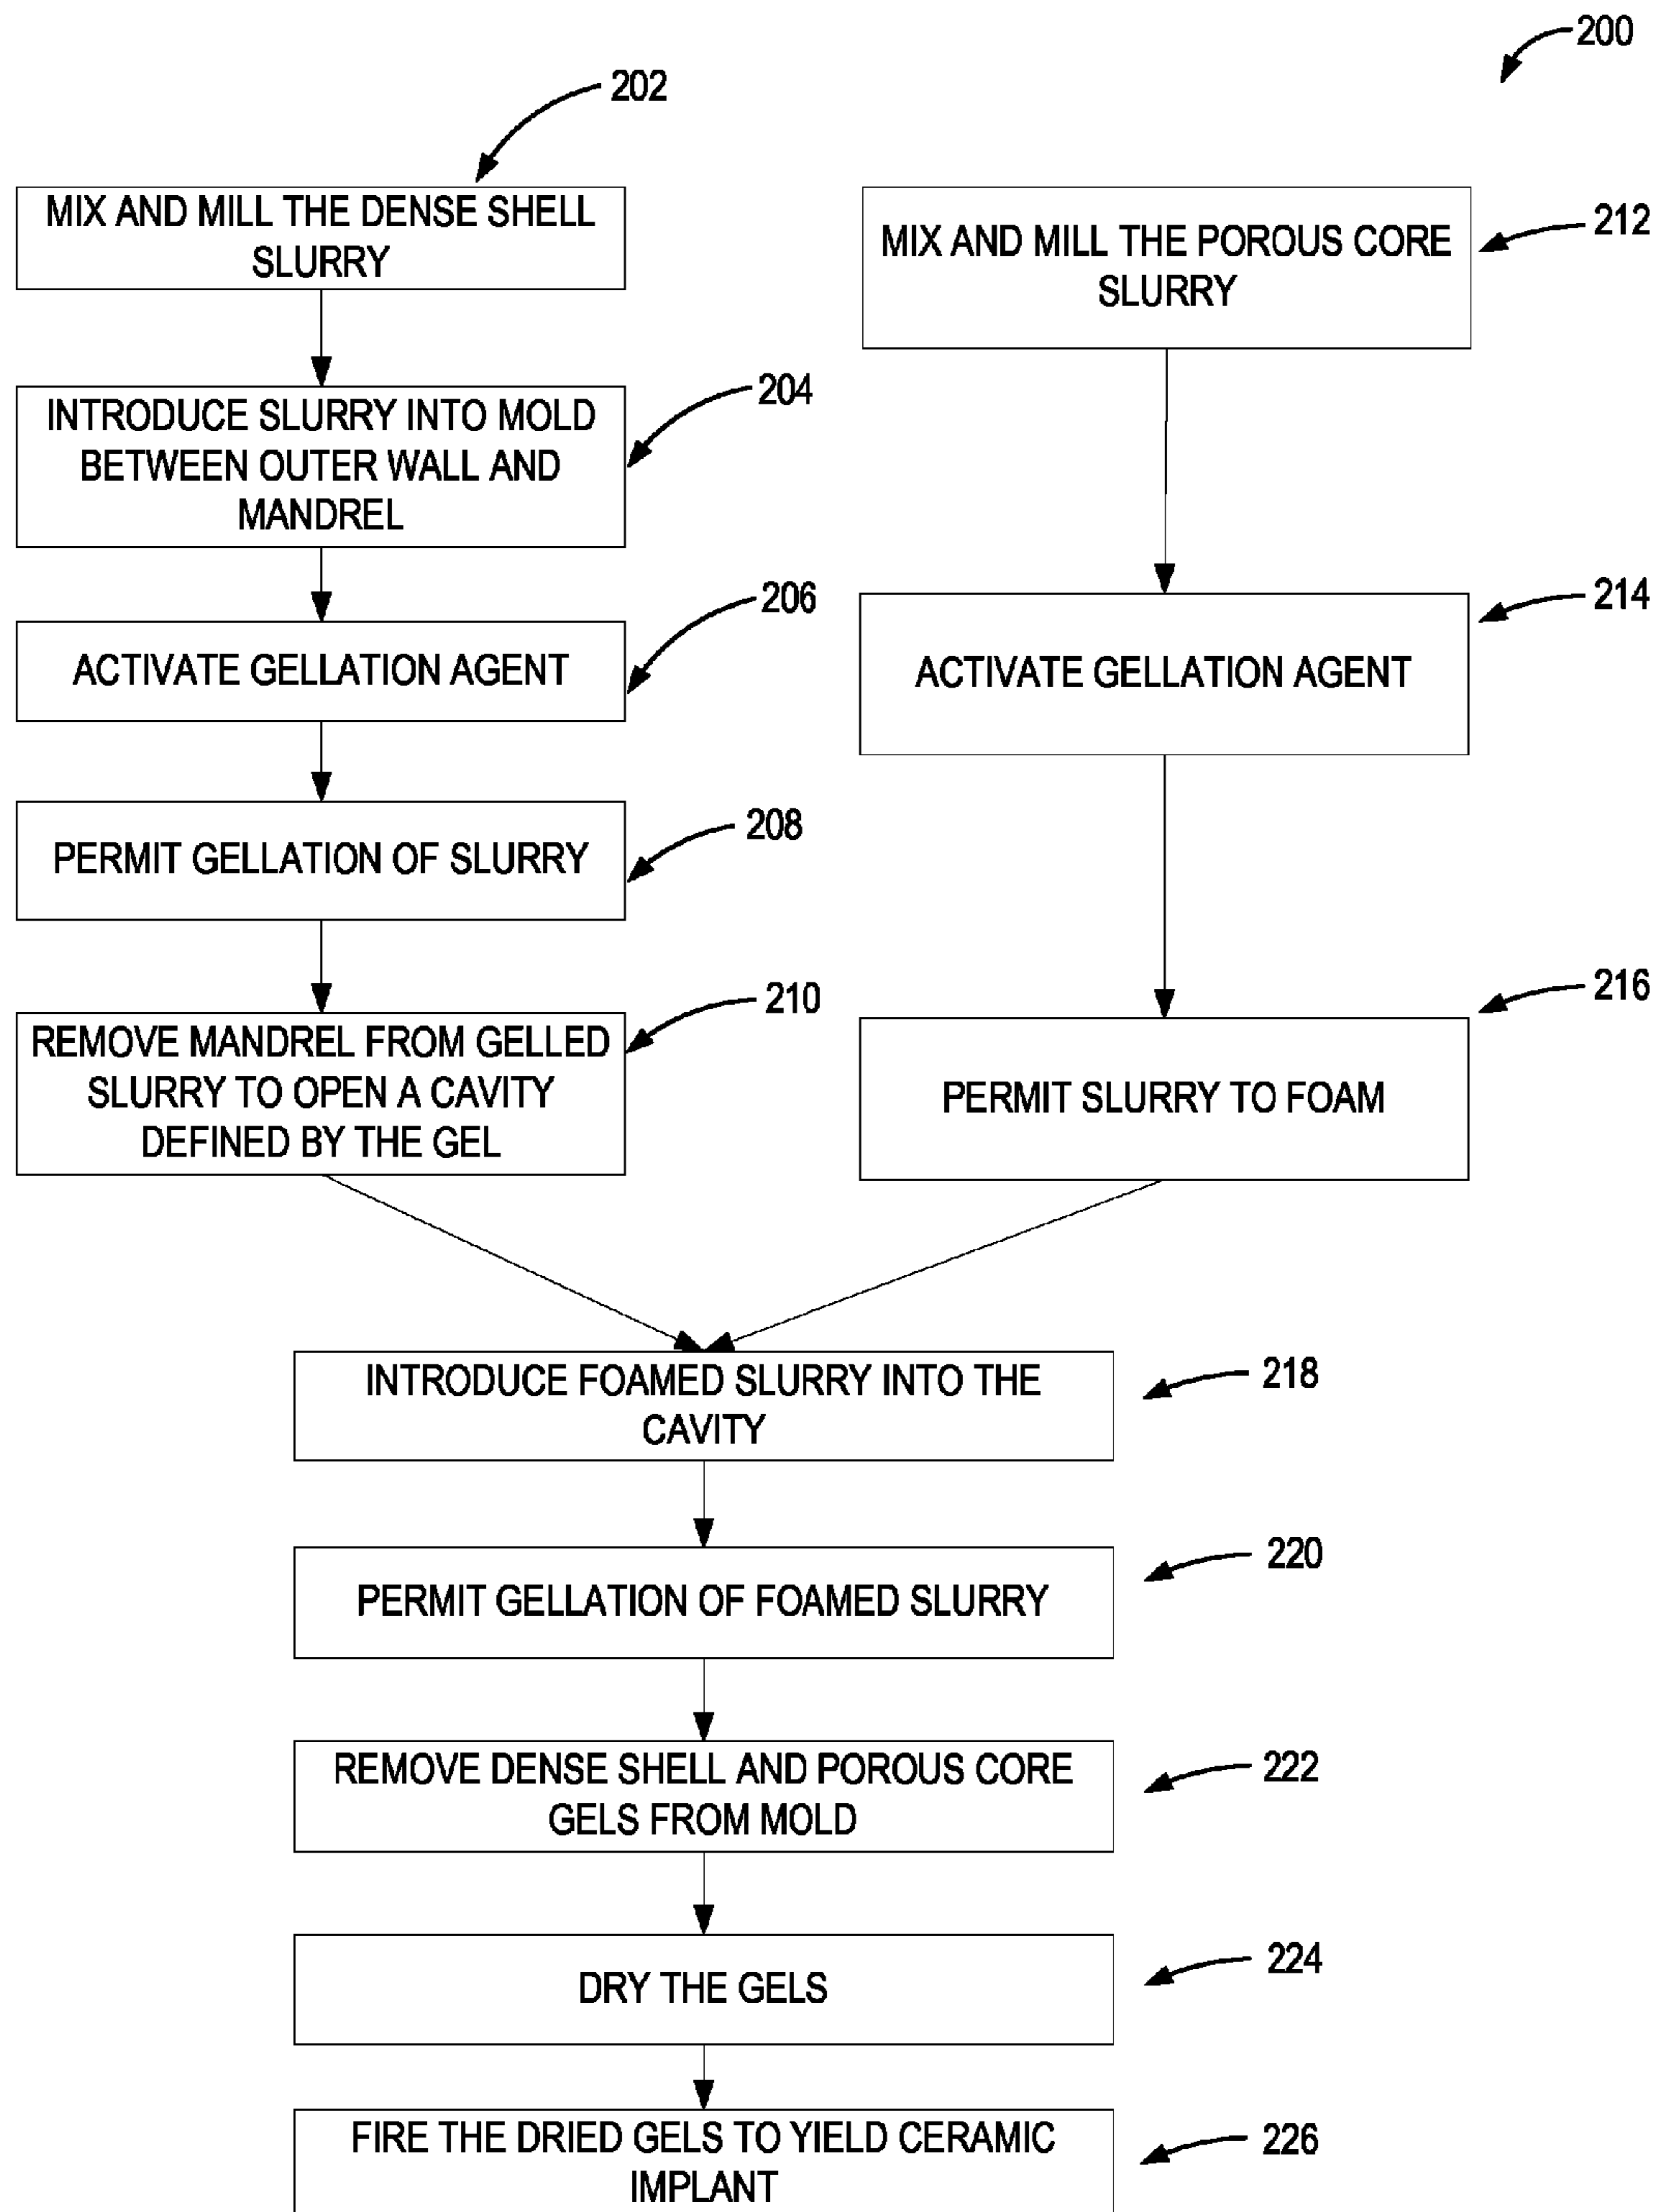 200
202
MIX AND MILL THE DENSE SHELL
SLURRY
204
INTRODUCE SLURRY INTO MOLD
BETWEEN OUTER WALL AND
MANDREL
206
ACTIVATE GELLATION AGENT
208
PERMIT GELLATION OF SLURRY
210
REMOVE MANDREL FROM GELLED
SLURRY TO OPEN A CAVITY
DEFINED BY THE GEL
212
MIX AND MILL THE POROUS CORE
SLURRY
214
ACTIVATE GELLATION AGENT
216
PERMIT SLURRY TO FOAM
218
INTRODUCE FOAMED SLURRY INTO THE
CAVITY
220
PERMIT GELLATION OF FOAMED SLURRY
222
REMOVE DENSE SHELL AND POROUS CORE
GELS FROM MOLD
224
DRY THE GELS
226
FIRE THE DRIED GELS TO YIELD CERAMIC
IMPLANT